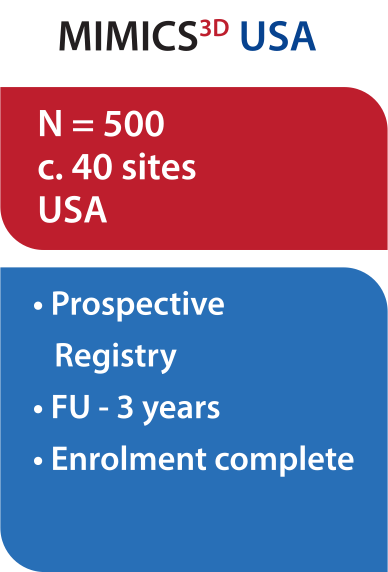 MIMICS3D USA
N = 500
c. 40 sites
USA
• Prospective
Registry
• FU - 3 years
• Enrolment complete